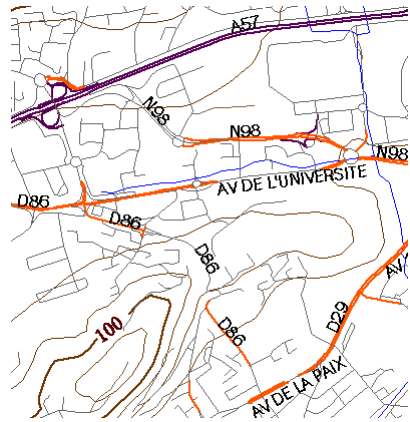 A57
N98
N98
N98
AV DE L'UNIVERSITE
D86
D86
D86
AV
100
D86
D29
AV DE LA PAIX